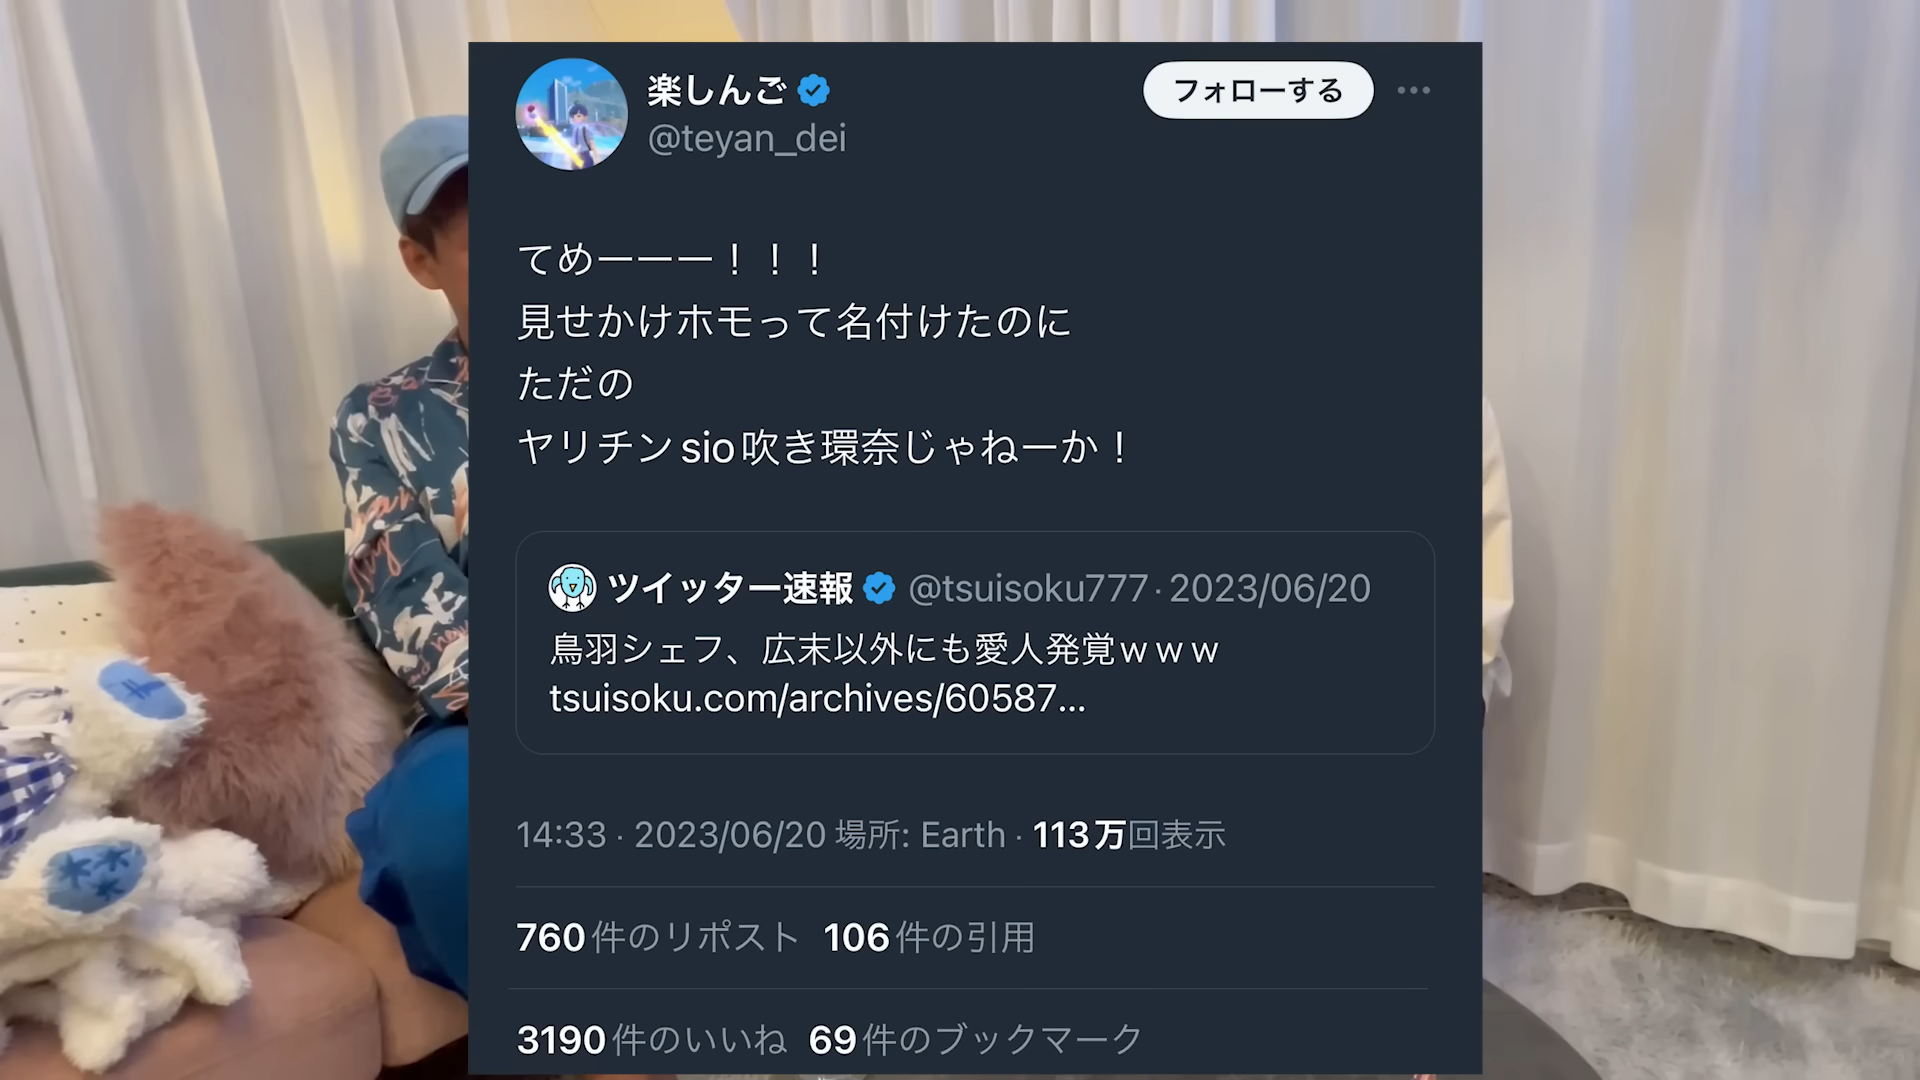 楽しんご
フォローする
@teyan_dei
てめーーー！！！
見せかけホモって名付けたのに
ただの
ヤリチンsio吹き環奈じゃねーか！
ツイッター速報 @tsuisoku777·2023/06/20
鳥羽シェフ、広末以外にも愛人発覚ｗｗｗ
tsuisoku.com/archives/60587...
14:33 · 2023/06/20 場所: Earth · 113万回表示
760件のリポスト 106件の引用
3190件のいいね 69件のブックマーク